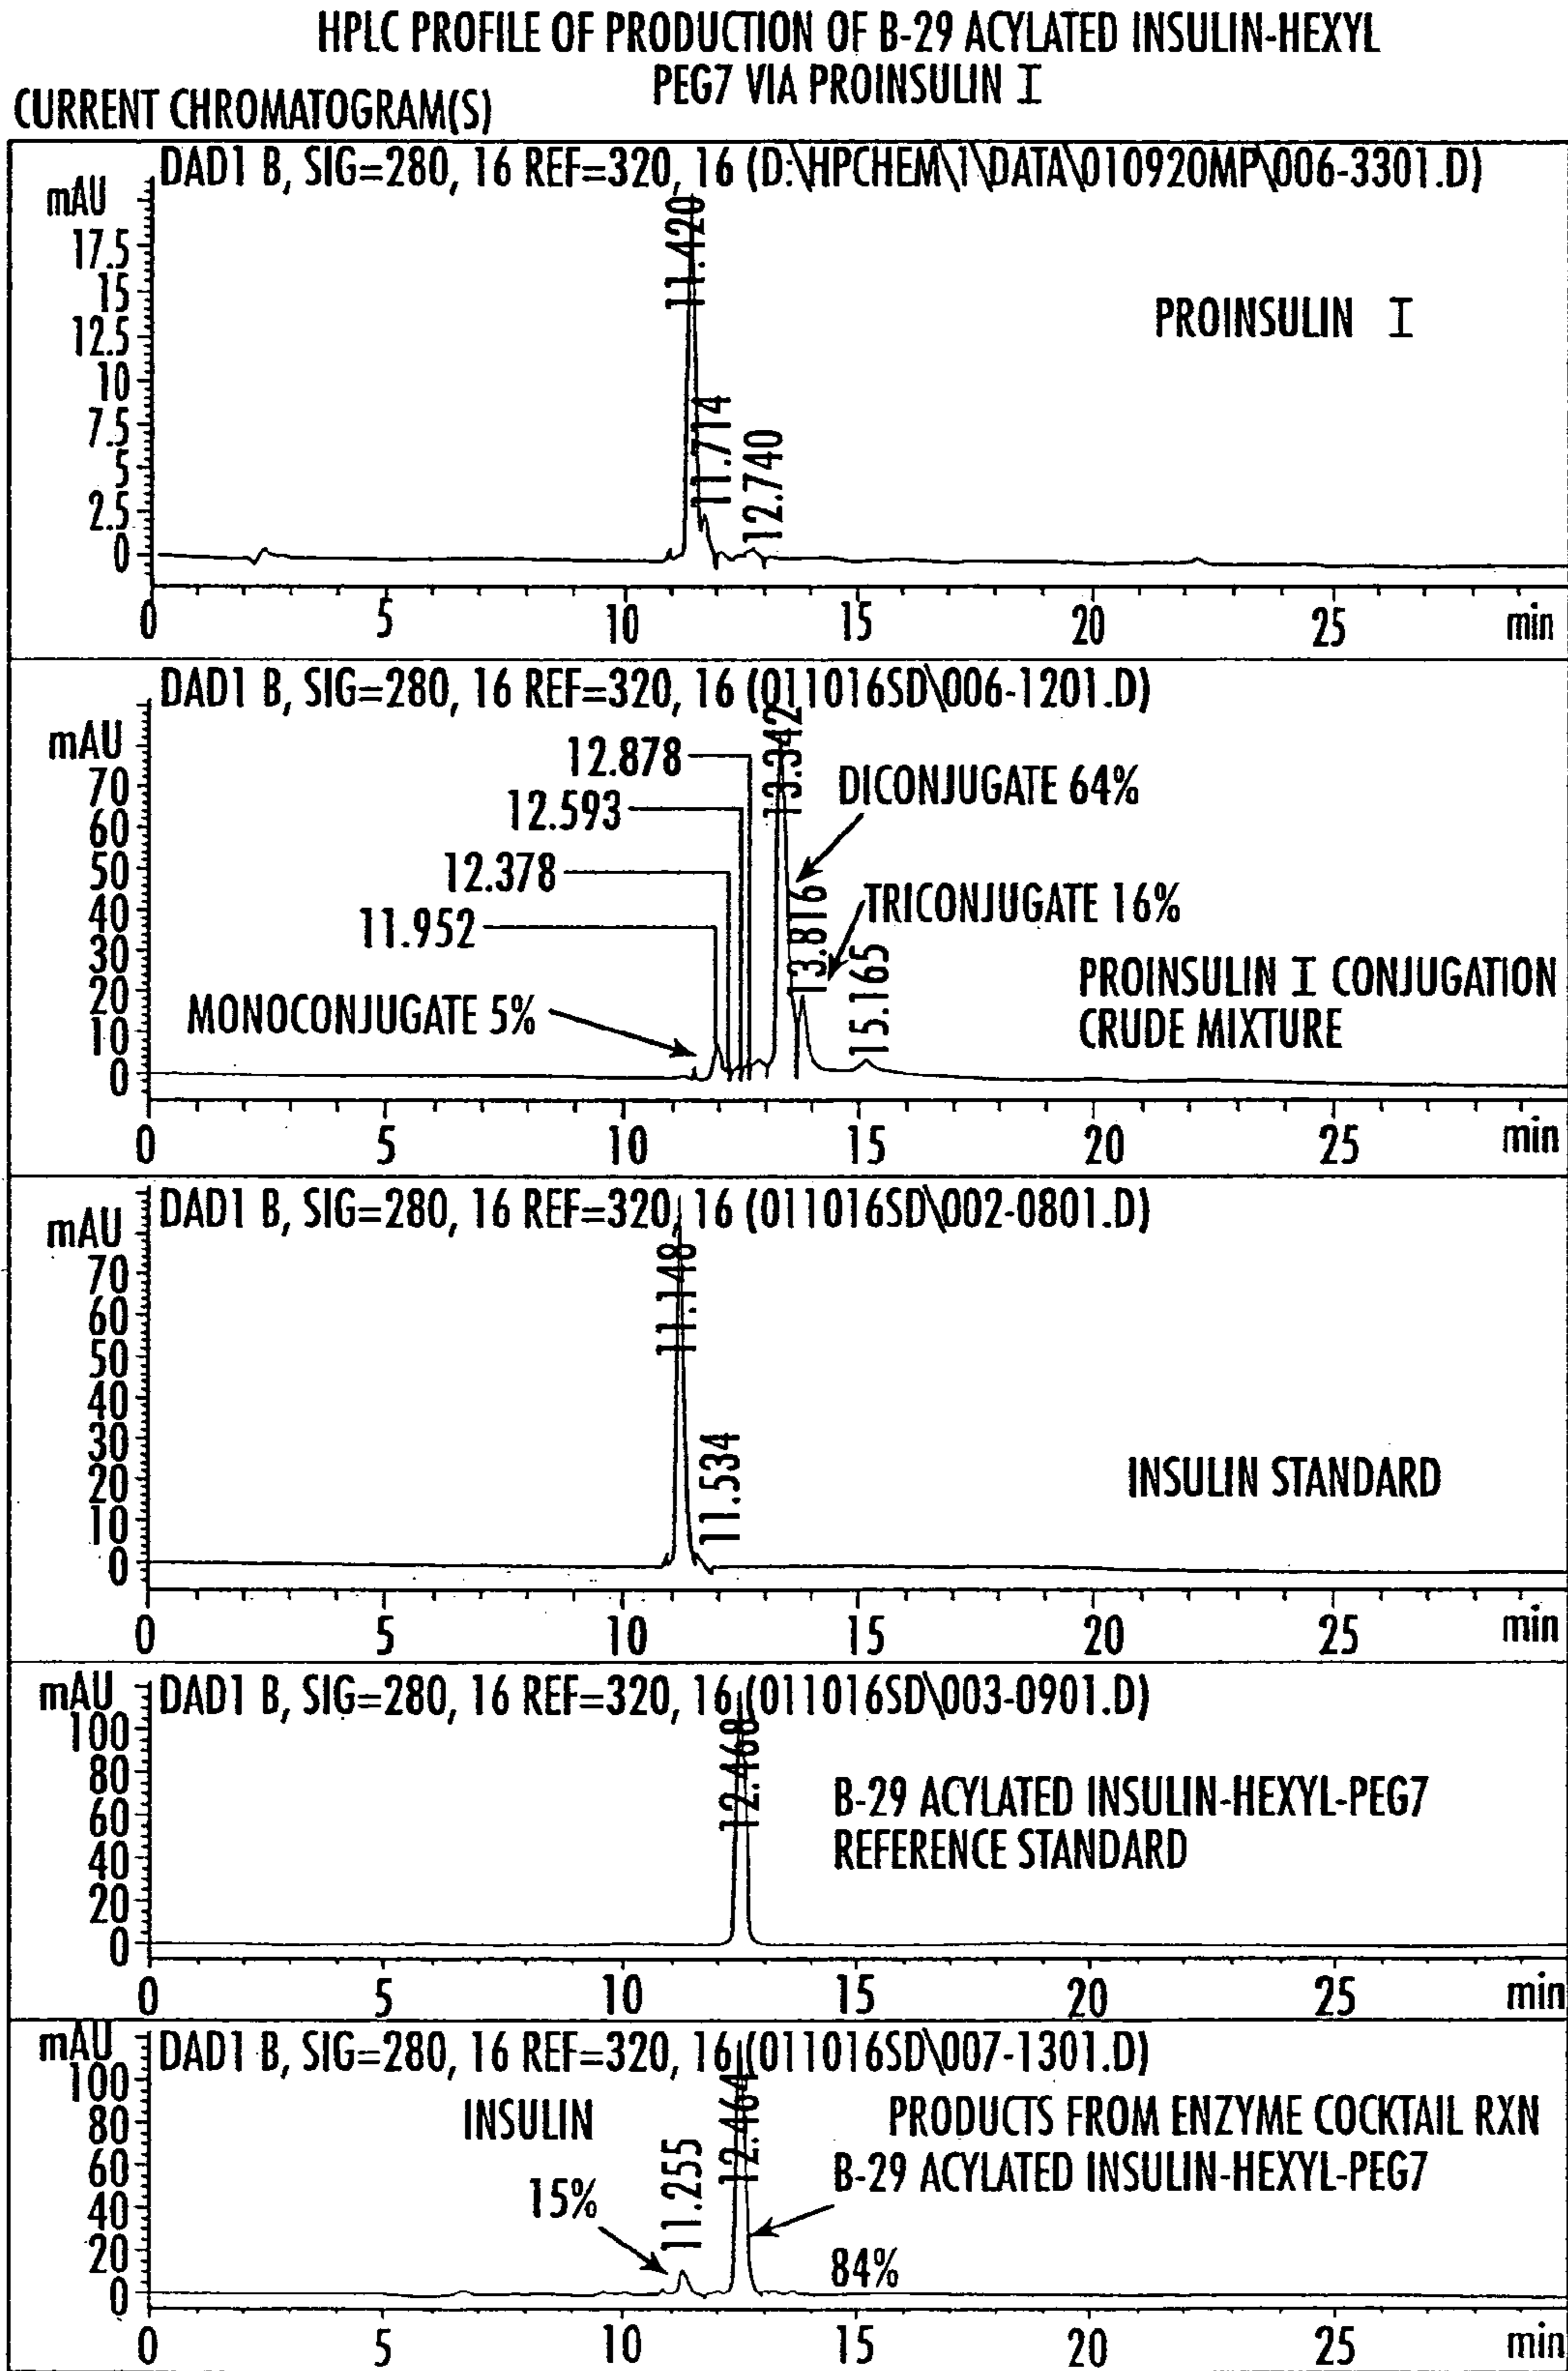 HPLC PROFILE OF PRODUCTION OF B-29 ACYLATED INSULIN-HEXYL
PEG7 VIA PROINSULIN I
CURRENT CHROMATOGRAM(S)
DAD1 B, SIG=280, 16 REF=320, 16 (D:\HPCHEM\1\DATA\010920MP\006-3301.D)
mAU
17.5
15
12.5
10
7.5
5
2.5
0
11.420
11.714
12.740
PROINSULIN I
0 5 10 15 20 25 min
DAD1 B, SIG=280, 16 REF=320, 16 (011016SD\006-1201.D)
mAU
70
60
50
40
30
20
10
0
12.878
12.593
12.378
11.952
MONOCONJUGATE 5%
13.342
DICONJUGATE 64%
13.816
TRICONJUGATE 16%
15.165
PROINSULIN I CONJUGATION
CRUDE MIXTURE
0 5 10 15 20 25 min
DAD1 B, SIG=280, 16 REF=320, 16 (011016SD\002-0801.D)
mAU
70
60
50
40
30
20
10
0
11.148
11.534
INSULIN STANDARD
0 5 10 15 20 25 min
DAD1 B, SIG=280, 16 REF=320, 16 (011016SD\003-0901.D)
mAU
100
80
60
40
20
0
12.468
B-29 ACYLATED INSULIN-HEXYL-PEG7
REFERENCE STANDARD
0 5 10 15 20 25 min
DAD1 B, SIG=280, 16 REF=320, 16 (011016SD\007-1301.D)
mAU
100
80
60
40
20
0
INSULIN
15%
11.255
12.464
PRODUCTS FROM ENZYME COCKTAIL RXN
B-29 ACYLATED INSULIN-HEXYL-PEG7
84%
0 5 10 15 20 25 min